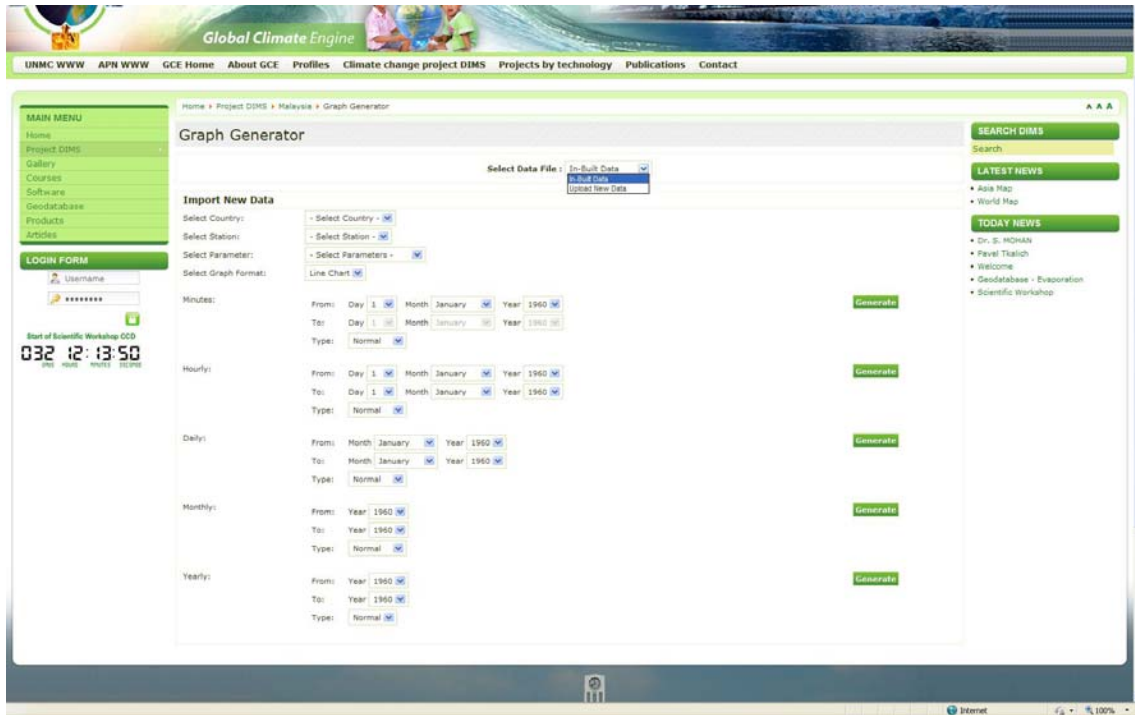 Global Climate Engine
UNMC WWW APN WWW GCE Home About GCE Profiles Climate change project DIMS Projects by technology Publications Contact
Home Project DIMS Malaysia Graph Generator
A A A
MAIN MENU
Home
Project DIMS
Gallery
Courses
Software
Geodatabase
Products
Articles
LOGIN FORM
Username
********
Start of Scientific Workshop CCD
032 12: 13: 50
DAYS HOURS MINUTES SECONDS
Graph Generator
Select Data File : In-Built Data
In-Built Data
Upload New Data
Import New Data
Select Country: - Select Country -
Select Station: - Select Station -
Select Parameter: - Select Parameters -
Select Graph Format: Line Chart
Minutes: From: Day 1 Month January Year 1960 Generate
To: Day 1 Month January Year 1960
Type: Normal
Hourly: From: Day 1 Month January Year 1960 Generate
To: Day 1 Month January Year 1960
Type: Normal
Daily: From: Month January Year 1960 Generate
To: Month January Year 1960
Type: Normal
Monthly: From: Year 1960 Generate
To: Year 1960
Type: Normal
Yearly: From: Year 1960 Generate
To: Year 1960
Type: Normal
SEARCH DIMS
Search
LATEST NEWS
• Asia Map
• World Map
TODAY NEWS
• Dr. S. MOHAN
• Pavel Tkalich
• Welcome
• Geodatabase - Evaporation
• Scientific Workshop
Internet 100%